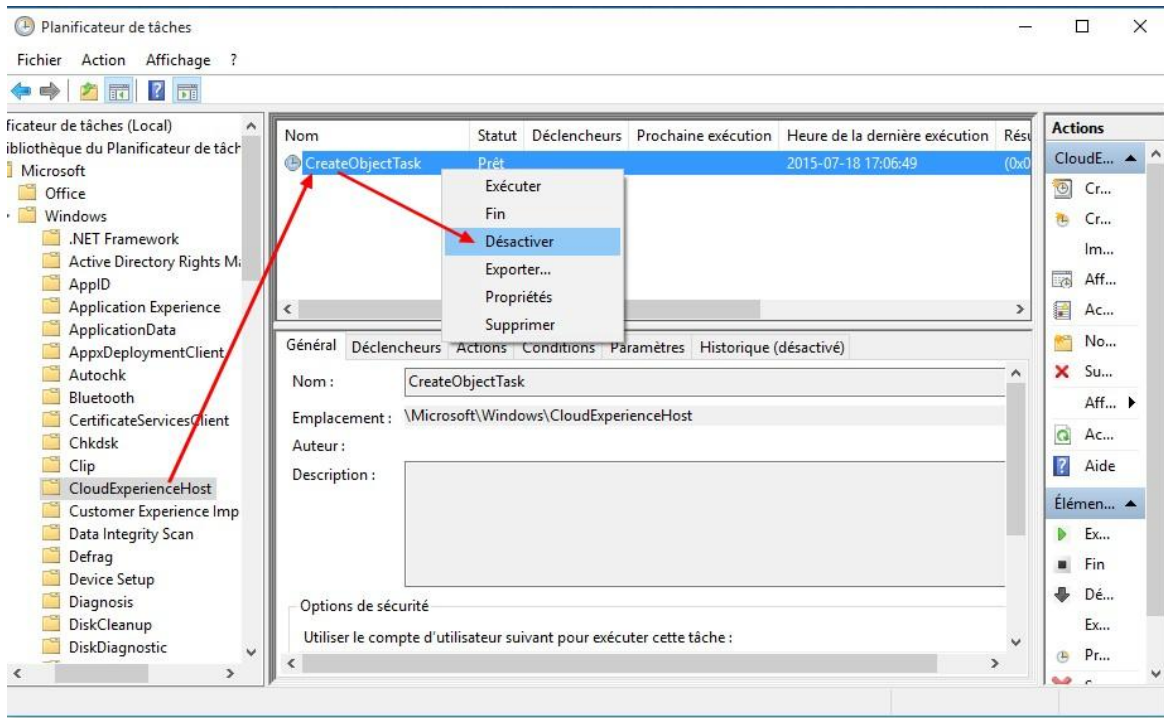 Planificateur de tâches
Fichier Action Affichage ?
ficateur de tâches (Local)
ibliothèque du Planificateur de tâch
Microsoft
Office
Windows
.NET Framework
Active Directory Rights Ma
AppID
Application Experience
ApplicationData
AppxDeploymentClient
Autochk
Bluetooth
CertificateServicesClient
Chkdsk
Clip
CloudExperienceHost
Customer Experience Imp
Data Integrity Scan
Defrag
Device Setup
Diagnosis
DiskCleanup
DiskDiagnostic
Nom Statut Déclencheurs Prochaine exécution Heure de la dernière exécution Résu
CreateObjectTask Prêt 2015-07-18 17:06:49 (0x0
Exécuter
Fin
Désactiver
Exporter...
Propriétés
Supprimer
Général Déclencheurs Actions Conditions Paramètres Historique (désactivé)
Nom : CreateObjectTask
Emplacement : \Microsoft\Windows\CloudExperienceHost
Auteur :
Description :
Options de sécurité
Utiliser le compte d'utilisateur suivant pour exécuter cette tâche :
Actions
CloudE...
Cr...
Cr...
Im...
Aff...
Ac...
No...
Su...
Aff...
Ac...
Aide
Élémen...
Ex...
Fin
Dé...
Ex...
Pr...